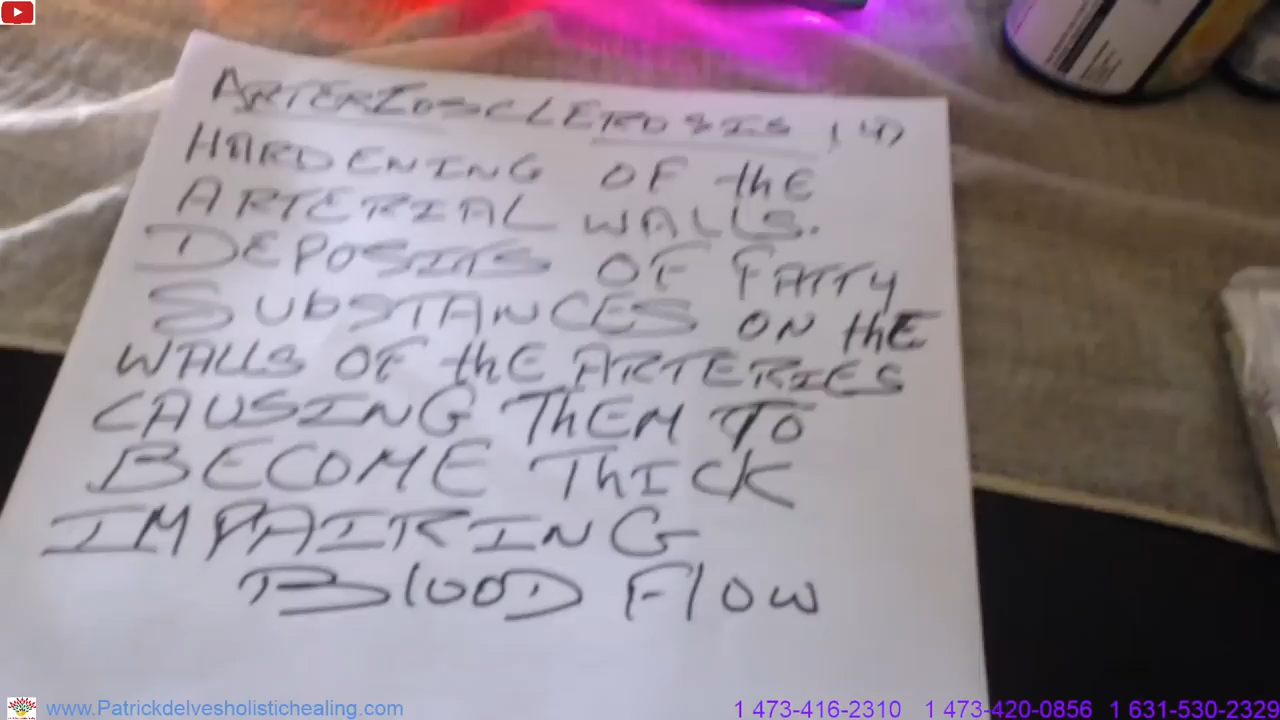 ARTERIOSCLEROSIS (4)
HARDENING OF thE
ARTERIAL WALLS.
DEPOSITS OF FATTY
SUbSTANCES ON thE
WALLS OF thE ARTERIES
CAUSING ThEM TO
BECOME ThICK
IMPAIRING
BlOOD FlOW
www.Patrickdelvesholistichealing.com 1 473-416-2310 1 473-420-0856 1 631-530-2329